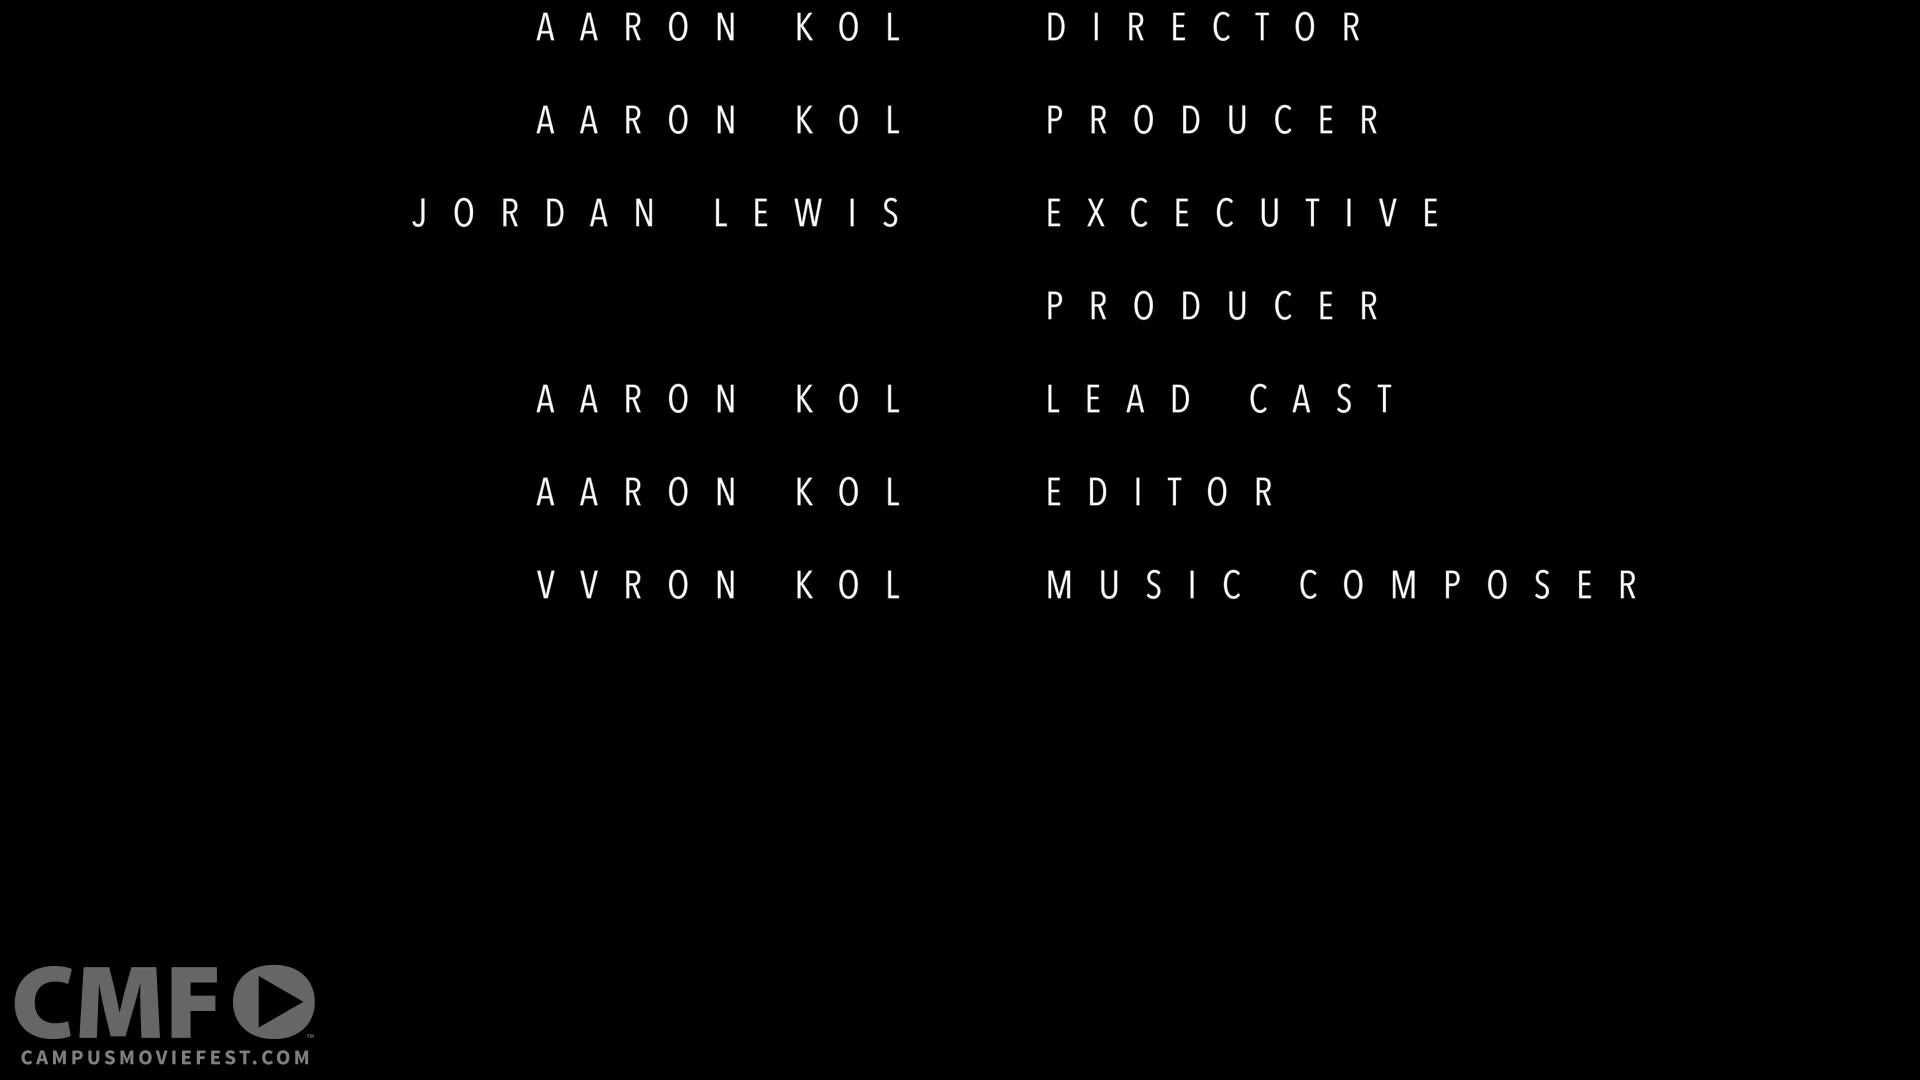 AARON KOL DIRECTOR
AARON KOL PRODUCER
JORDAN LEWIS EXCECUTIVE
PRODUCER
AARON KOL LEAD CAST
AARON KOL EDITOR
VVRON KOL MUSIC COMPOSER
CMF
TM
CAMPUSMOVIEFEST.COM